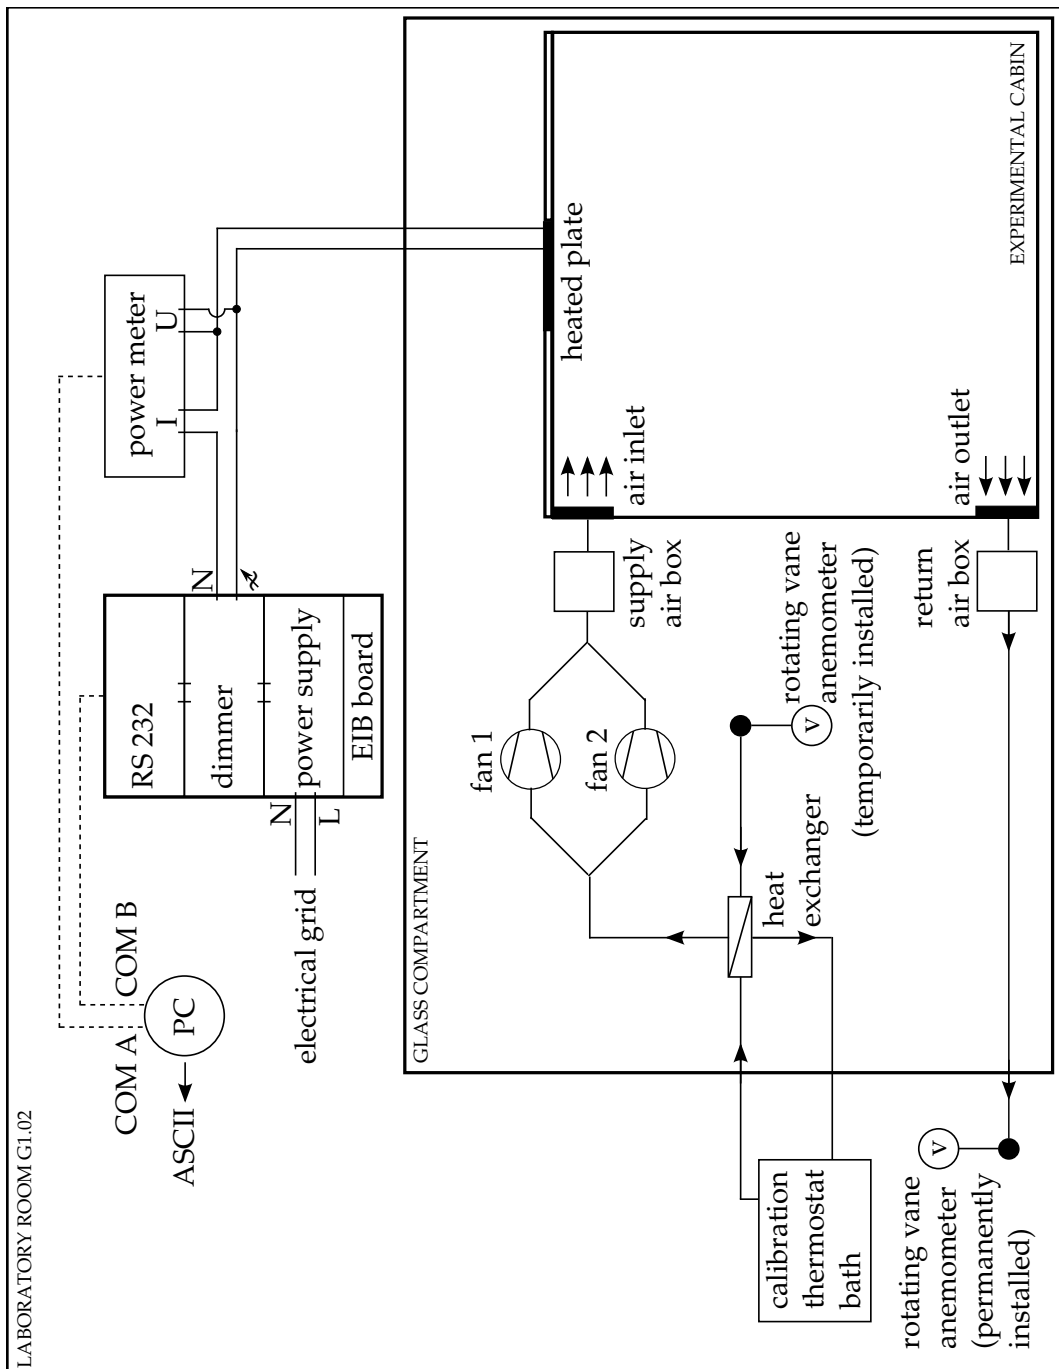 LABORATORY ROOM G1.02
COM A
COM B
PC
ASCII
electrical grid
N
L
RS 232
dimmer
power supply
EIB board
N
~
power meter
I
U
GLASS COMPARTMENT
EXPERIMENTAL CABIN
heated plate
air inlet
air outlet
supply
air box
return
air box
fan 1
fan 2
rotating vane
anemometer
(temporarily installed)
v
heat
exchanger
calibration
thermostat
bath
v
rotating vane
anemometer
(permanently
installed)